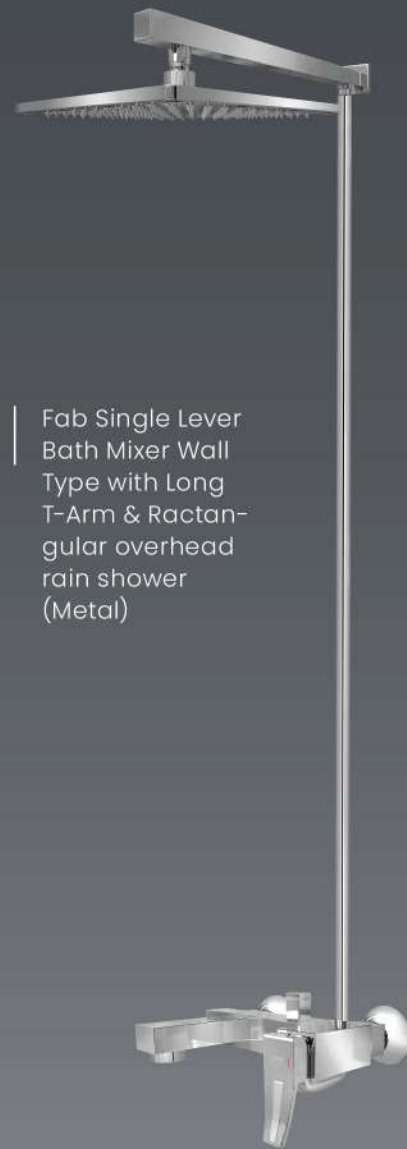 Fab Single Lever
Bath Mixer Wall
Type with Long
T-Arm & Ractan-
gular overhead
rain shower
(Metal)